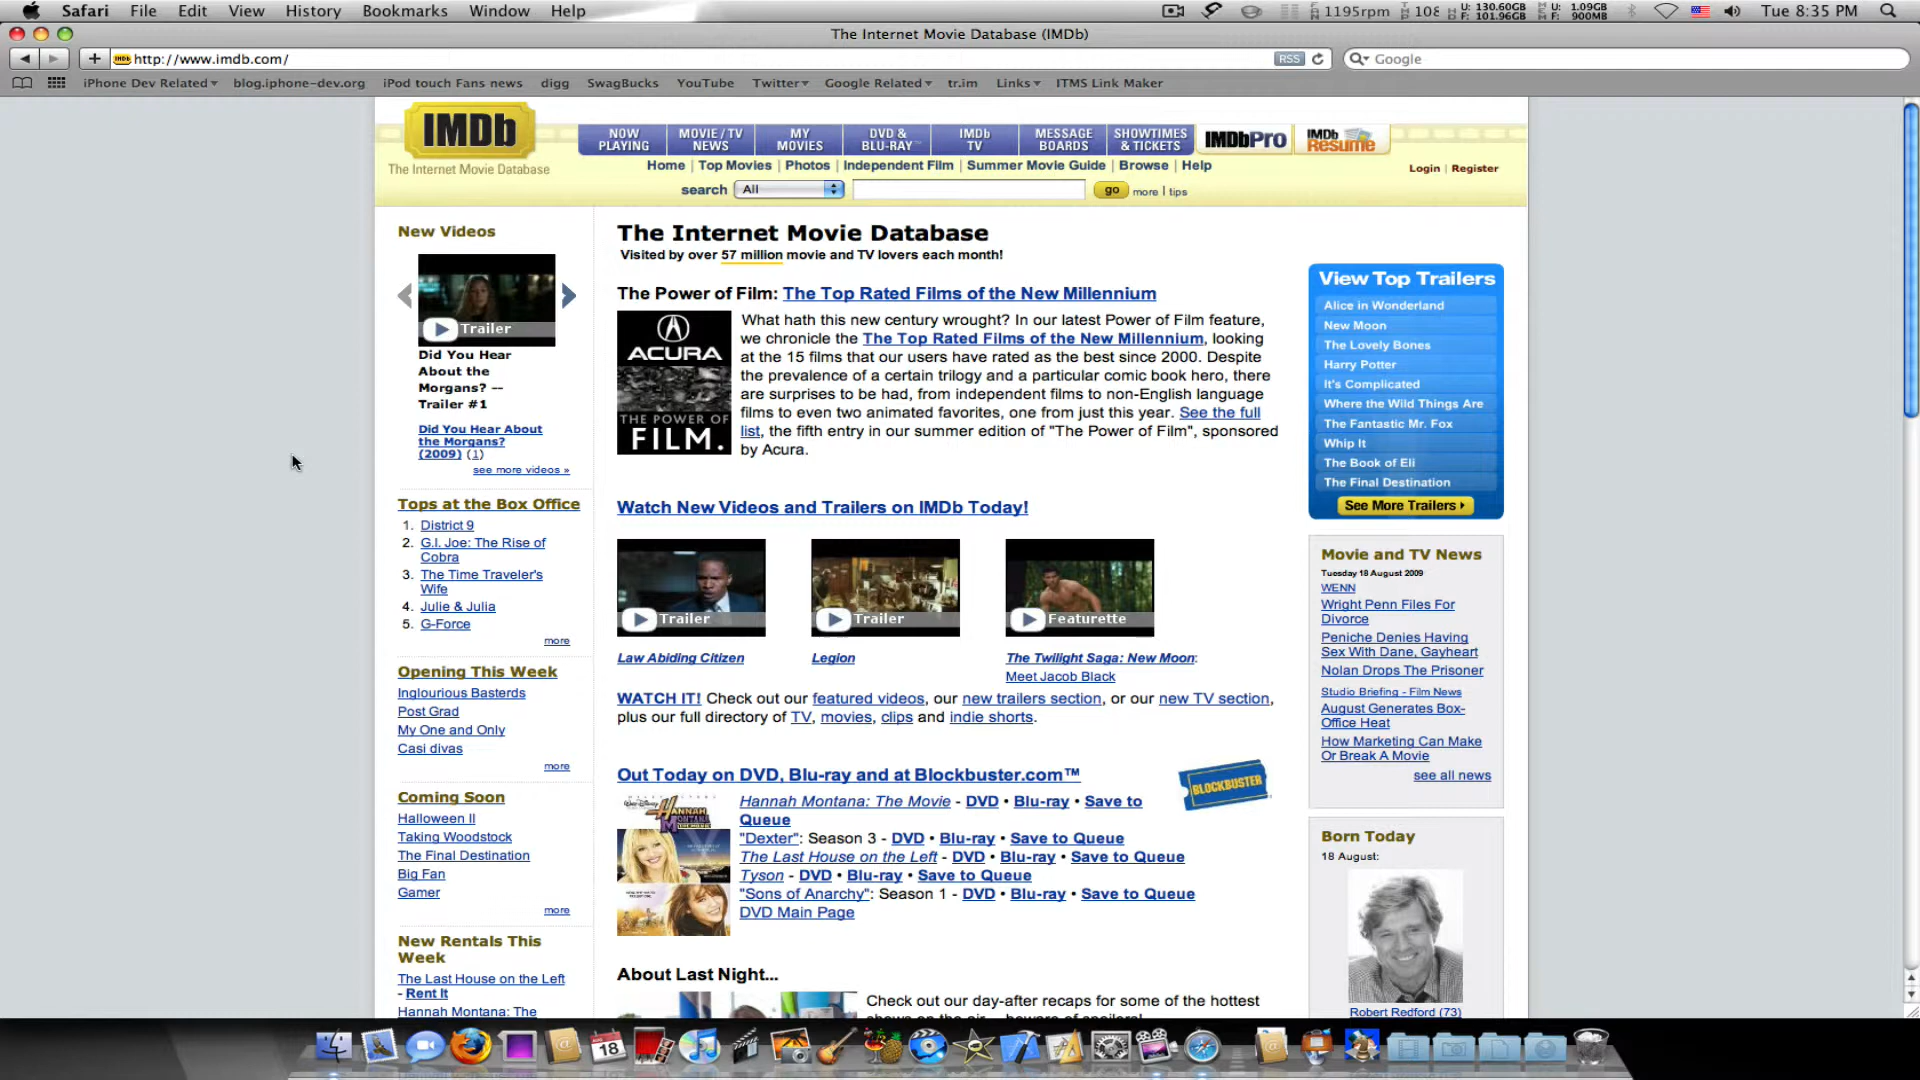 Safari File Edit View History Bookmarks Window Help
1195rpm 108 U: 130.60GB F: 101.96GB U: 1.09GB F: 900MB Tue 8:35 PM
The Internet Movie Database (IMDb)
http://www.imdb.com/ RSS Google
iPhone Dev Related blog.iphone-dev.org iPod touch Fans news digg SwagBucks YouTube Twitter Google Related tr.im Links ITMS Link Maker
IMDb
The Internet Movie Database
NOW PLAYING
MOVIE / TV NEWS
MY MOVIES
DVD & BLU-RAY
IMDb TV
MESSAGE BOARDS
SHOWTIMES & TICKETS
IMDbPro
IMDb Resume
Home | Top Movies | Photos | Independent Film | Summer Movie Guide | Browse | Help
Login | Register
search All go more | tips
New Videos
Trailer
Did You Hear
About the
Morgans? --
Trailer #1
Did You Hear About
the Morgans?
(2009) (1)
see more videos »
Tops at the Box Office
1. District 9
2. G.I. Joe: The Rise of
Cobra
3. The Time Traveler's
Wife
4. Julie & Julia
5. G-Force
more
Opening This Week
Inglourious Basterds
Post Grad
My One and Only
Casi divas
more
Coming Soon
Halloween II
Taking Woodstock
The Final Destination
Big Fan
Gamer
more
New Rentals This
Week
The Last House on the Left
- Rent It
Hannah Montana: The
The Internet Movie Database
Visited by over 57 million movie and TV lovers each month!
The Power of Film: The Top Rated Films of the New Millennium
ACURA
THE POWER OF
FILM.
What hath this new century wrought? In our latest Power of Film feature,
we chronicle the The Top Rated Films of the New Millennium, looking
at the 15 films that our users have rated as the best since 2000. Despite
the prevalence of a certain trilogy and a particular comic book hero, there
are surprises to be had, from independent films to non-English language
films to even two animated favorites, one from just this year. See the full
list, the fifth entry in our summer edition of "The Power of Film", sponsored
by Acura.
Watch New Videos and Trailers on IMDb Today!
Trailer Trailer Featurette
Law Abiding Citizen
Legion
The Twilight Saga: New Moon:
Meet Jacob Black
WATCH IT! Check out our featured videos, our new trailers section, or our new TV section,
plus our full directory of TV, movies, clips and indie shorts.
Out Today on DVD, Blu-ray and at Blockbuster.com™
BLOCKBUSTER
HANNAH
MONTANA
Hannah Montana: The Movie - DVD • Blu-ray • Save to
Queue
"Dexter": Season 3 - DVD • Blu-ray • Save to Queue
The Last House on the Left - DVD • Blu-ray • Save to Queue
Tyson - DVD • Blu-ray • Save to Queue
"Sons of Anarchy": Season 1 - DVD • Blu-ray • Save to Queue
DVD Main Page
About Last Night...
Check out our day-after recaps for some of the hottest
View Top Trailers
Alice in Wonderland
New Moon
The Lovely Bones
Harry Potter
It's Complicated
Where the Wild Things Are
The Fantastic Mr. Fox
Whip It
The Book of Eli
The Final Destination
See More Trailers
Movie and TV News
Tuesday 18 August 2009
WENN
Wright Penn Files For
Divorce
Peniche Denies Having
Sex With Dane, Gayheart
Nolan Drops The Prisoner
Studio Briefing - Film News
August Generates Box-
Office Heat
How Marketing Can Make
Or Break A Movie
see all news
Born Today
18 August:
Robert Redford (73)
18